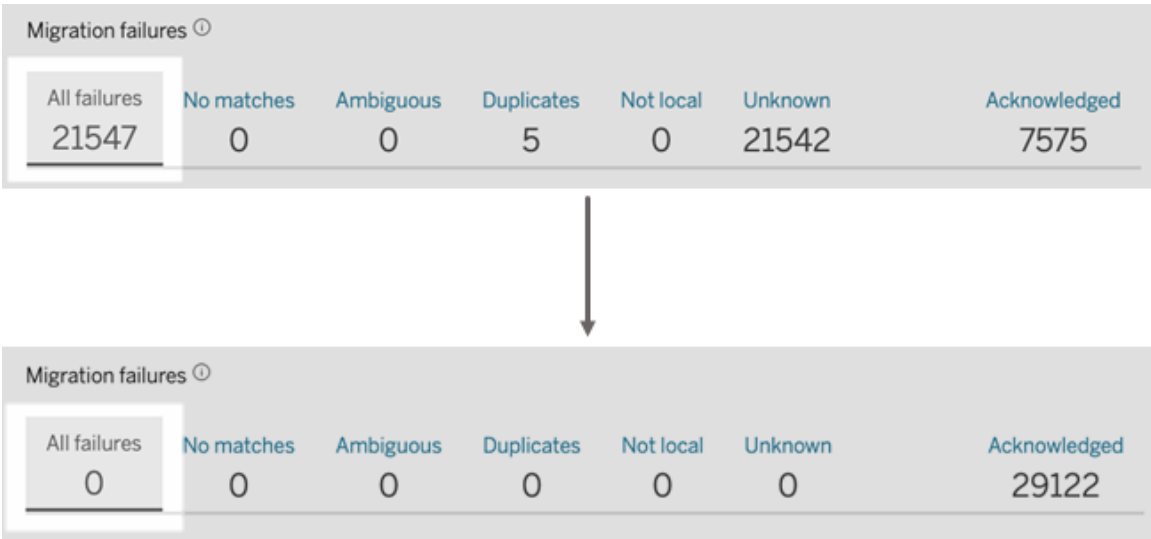 Migration failures ⓘ
All failures No matches Ambiguous Duplicates Not local Unknown Acknowledged
21547 0 0 5 0 21542 7575
Migration failures ⓘ
All failures No matches Ambiguous Duplicates Not local Unknown Acknowledged
0 0 0 0 0 0 29122